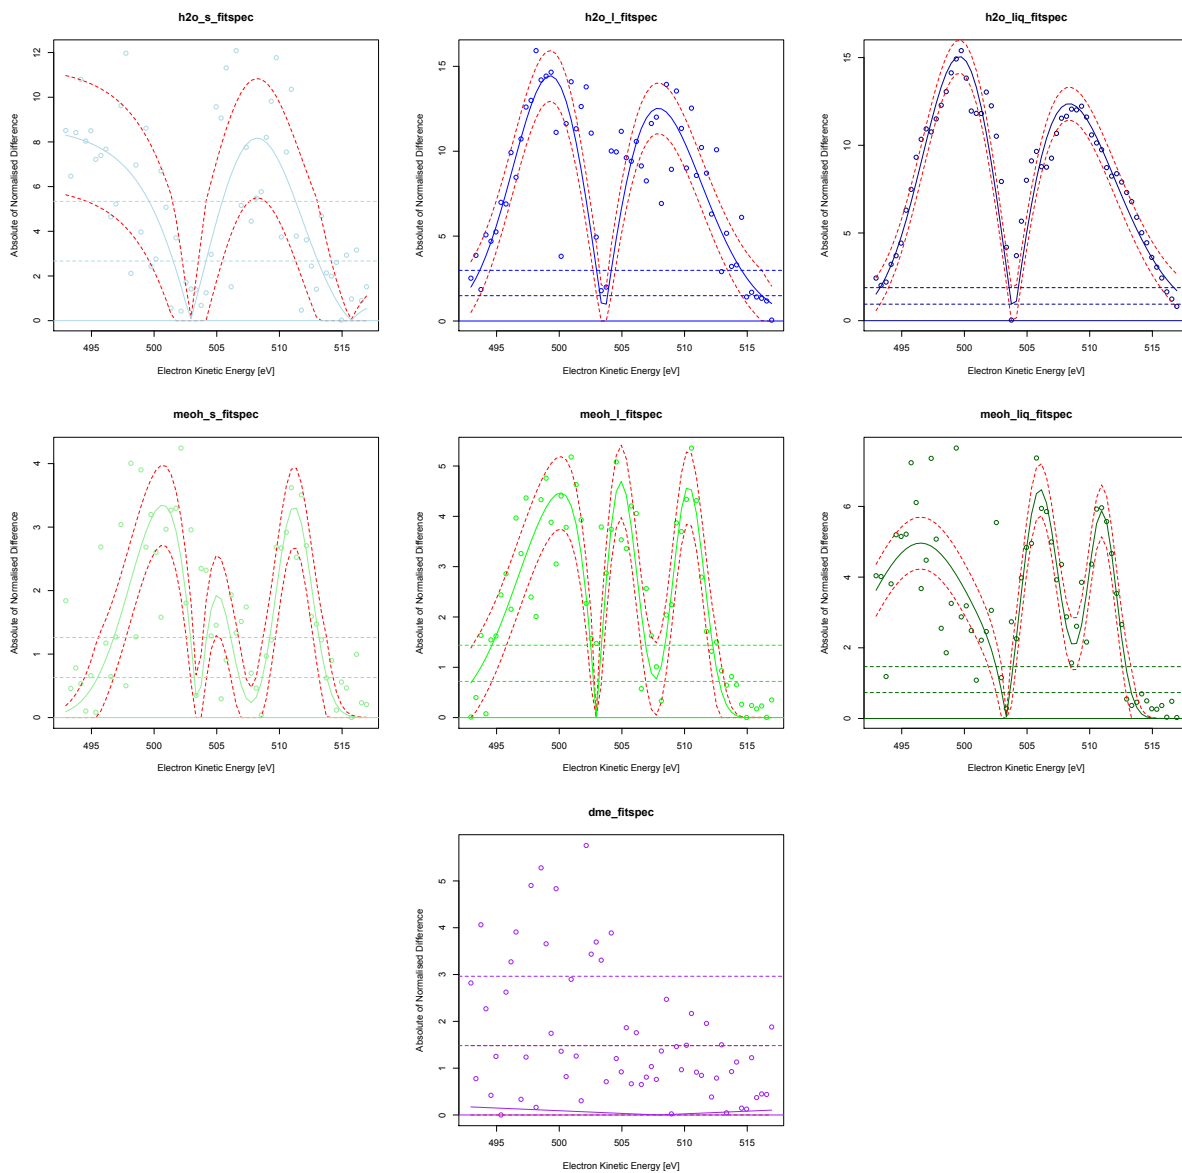 h2o_s_fitspec
Absolute of Normalised Difference
0 2 4 6 8 10 12
495 500 505 510 515
Electron Kinetic Energy [eV]
h2o_l_fitspec
Absolute of Normalised Difference
0 5 10 15
495 500 505 510 515
Electron Kinetic Energy [eV]
h2o_liq_fitspec
Absolute of Normalised Difference
0 5 10 15
495 500 505 510 515
Electron Kinetic Energy [eV]
meoh_s_fitspec
Absolute of Normalised Difference
0 1 2 3 4
495 500 505 510 515
Electron Kinetic Energy [eV]
meoh_l_fitspec
Absolute of Normalised Difference
0 1 2 3 4 5
495 500 505 510 515
Electron Kinetic Energy [eV]
meoh_liq_fitspec
Absolute of Normalised Difference
0 2 4 6
495 500 505 510 515
Electron Kinetic Energy [eV]
dme_fitspec
Absolute of Normalised Difference
0 1 2 3 4 5
495 500 505 510 515
Electron Kinetic Energy [eV]